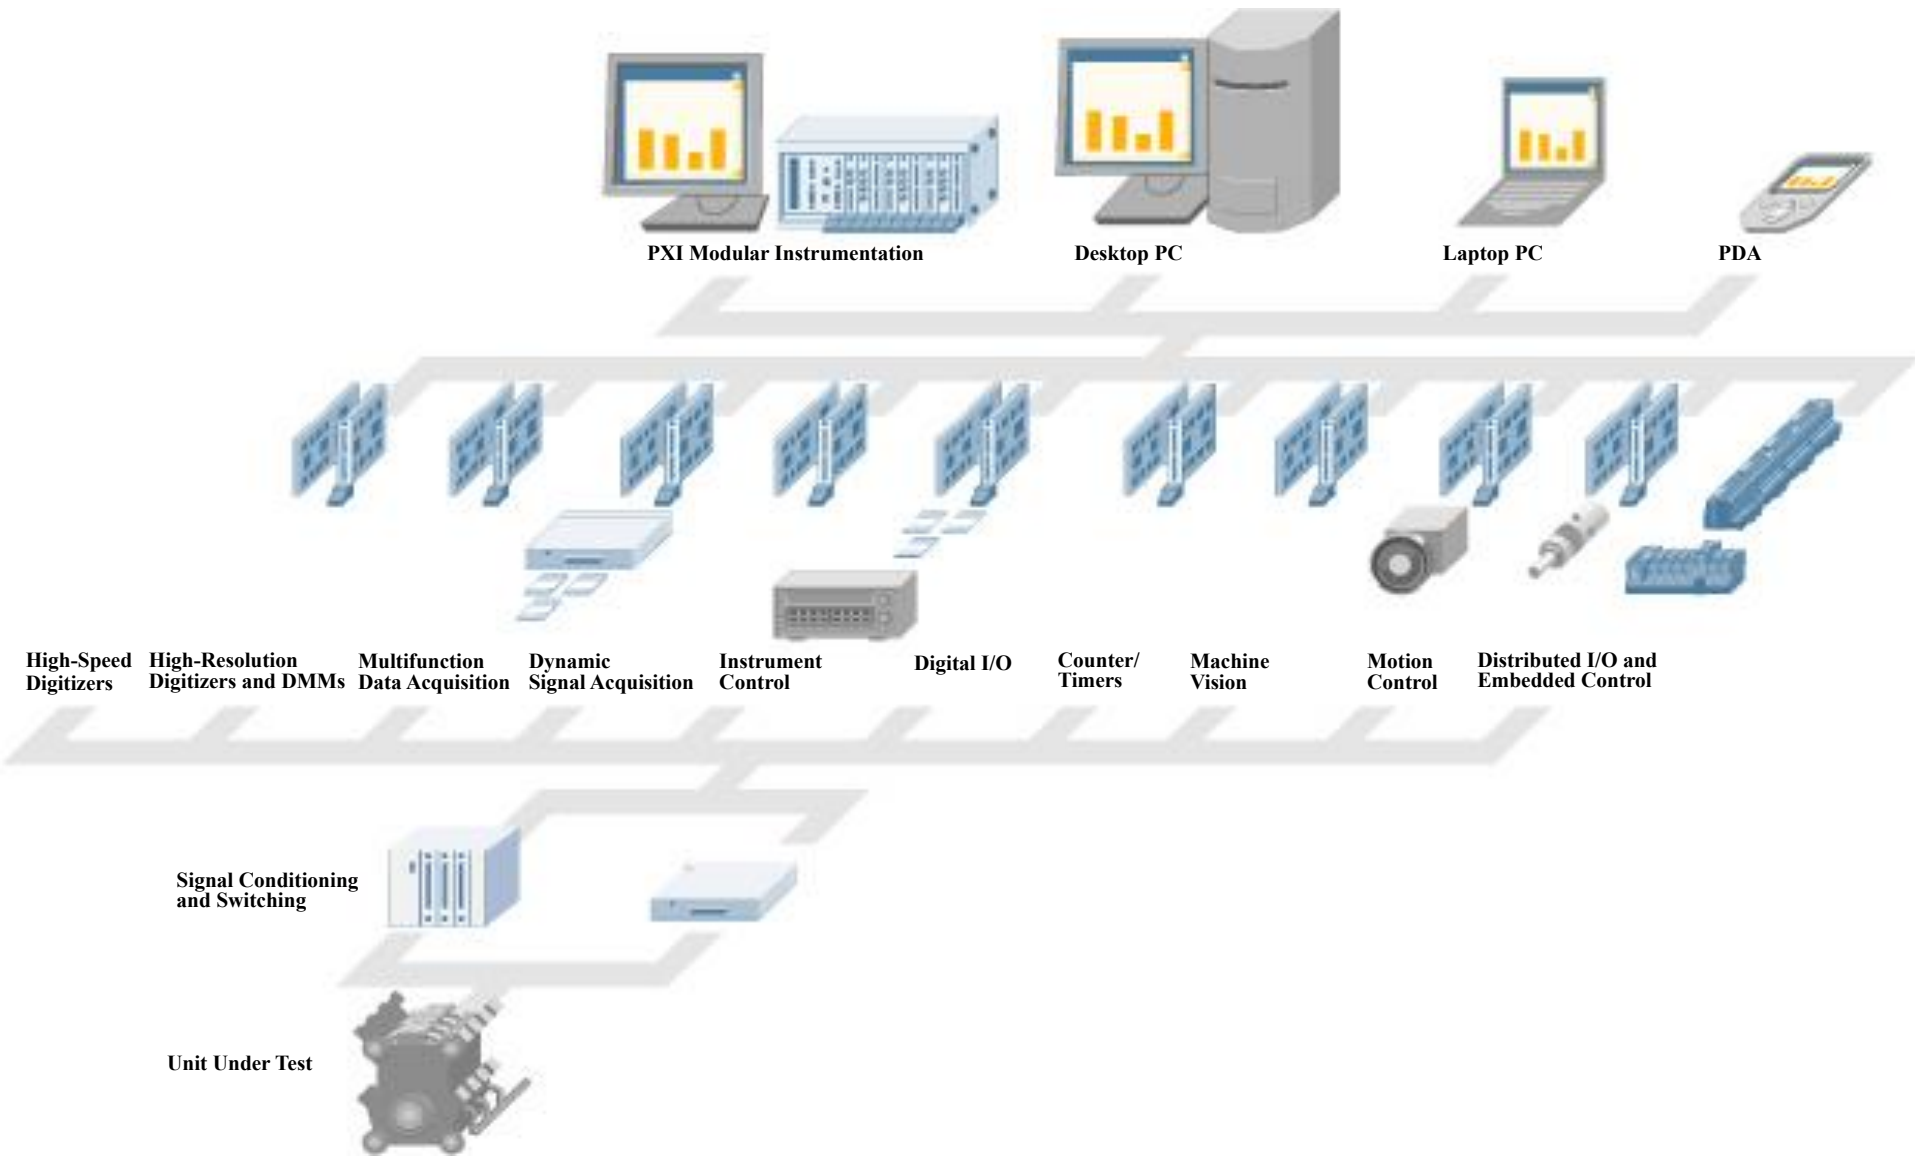 PXI Modular Instrumentation
Desktop PC
Laptop PC
PDA
High-Speed
Digitizers
High-Resolution
Digitizers and DMMs
Multifunction
Data Acquisition
Dynamic
Signal Acquisition
Instrument
Control
Digital I/O
Counter/
Timers
Machine
Vision
Motion
Control
Distributed I/O and
Embedded Control
Signal Conditioning
and Switching
Unit Under Test